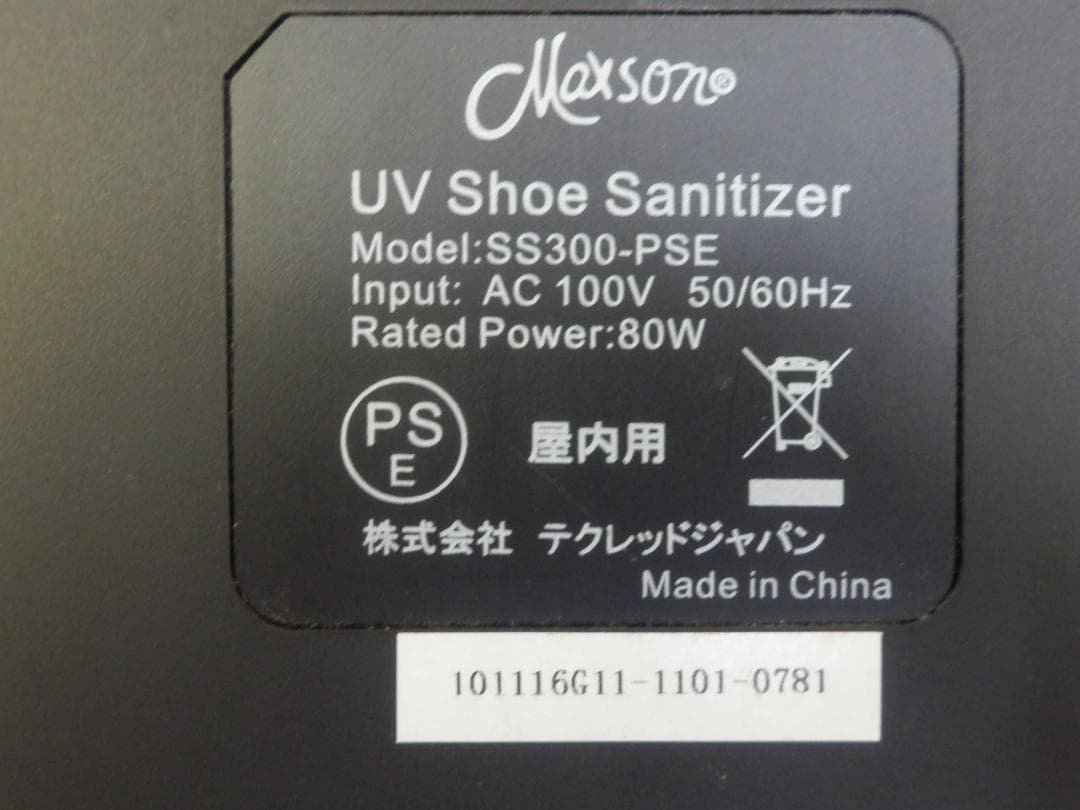 Maxson®
UV Shoe Sanitizer
Model:SS300-PSE
Input: AC 100V 50/60Hz
Rated Power:80W
PS
E
屋内用
株式会社 テクレッドジャパン
Made in China
101116G11-1101-0781